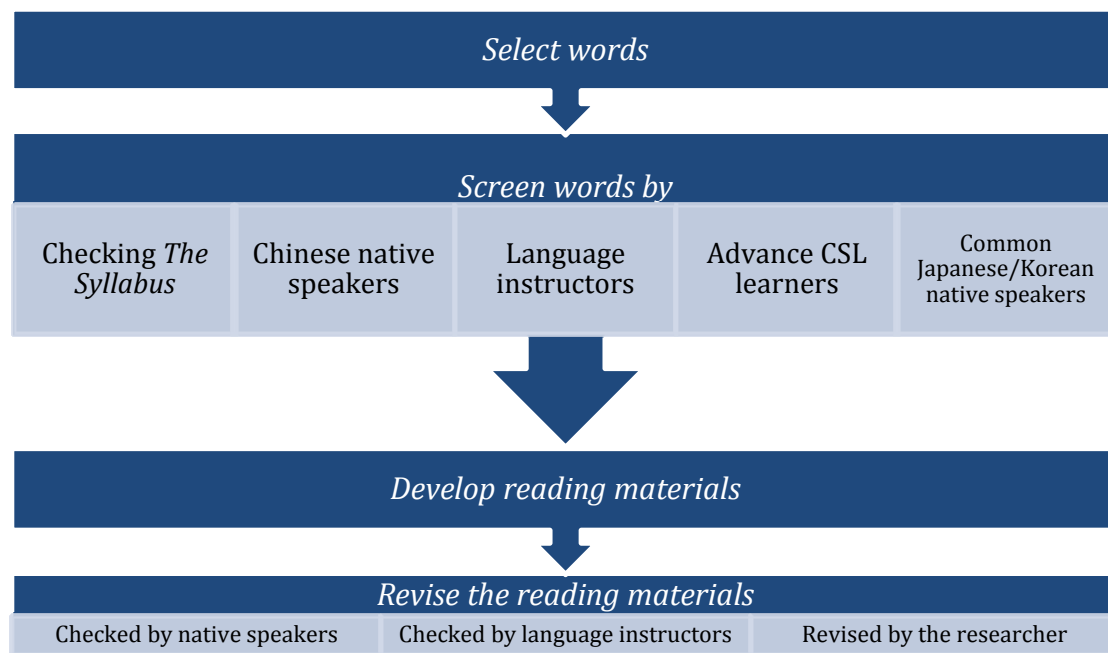 Select words
Screen words by
Checking The
Syllabus
Chinese native
speakers
Language
instructors
Advance CSL
learners
Common
Japanese/Korean
native speakers
Develop reading materials
Revise the reading materials
Checked by native speakers
Checked by language instructors
Revised by the researcher